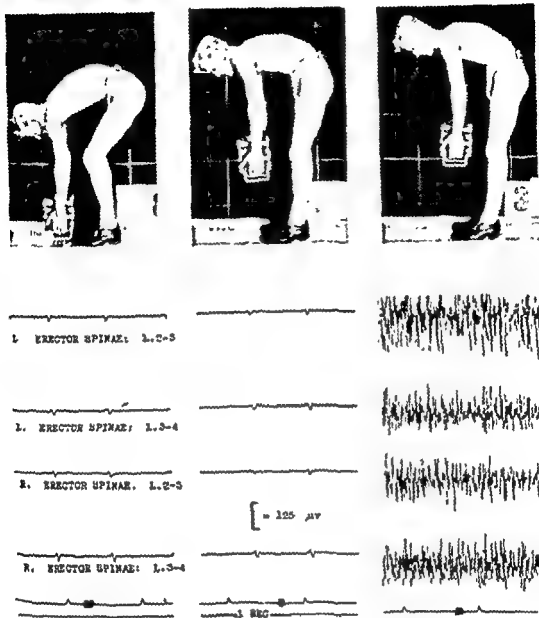 L ERECTOR SPINAE: L.2-3
L. ERECTOR SPINAE: L.3-4
R. ERECTOR SPINAE. L.2-3
= 125 μv
R. ERECTOR SPINAE: L.3-4
1 SEC